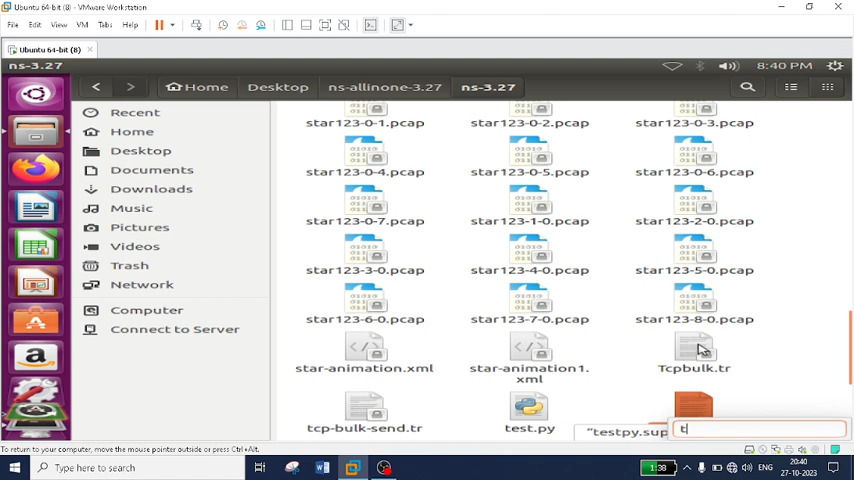 Ubuntu 64-bit (8) - VMware Workstation
File Edit View VM Tabs Help
Ubuntu 64-bit (8)
ns-3.27
8:40 PM
Home Desktop ns-allinone-3.27 ns-3.27
Recent
Home
Desktop
Documents
Downloads
Music
Pictures
Videos
Trash
Network
Computer
Connect to Server
star123-0-1.pcap star123-0-2.pcap star123-0-3.pcap
star123-0-4.pcap star123-0-5.pcap star123-0-6.pcap
star123-0-7.pcap star123-1-0.pcap star123-2-0.pcap
star123-3-0.pcap star123-4-0.pcap star123-5-0.pcap
star123-6-0.pcap star123-7-0.pcap star123-8-0.pcap
star-animation.xml star-animation1. Tcpbulk.tr
xml
tcp-bulk-send.tr test.py "testpy.sup
t
To return to your computer, move the mouse pointer outside or press Ctrl+Alt.
Type here to search
1:38
ENG
20:40
27-10-2023